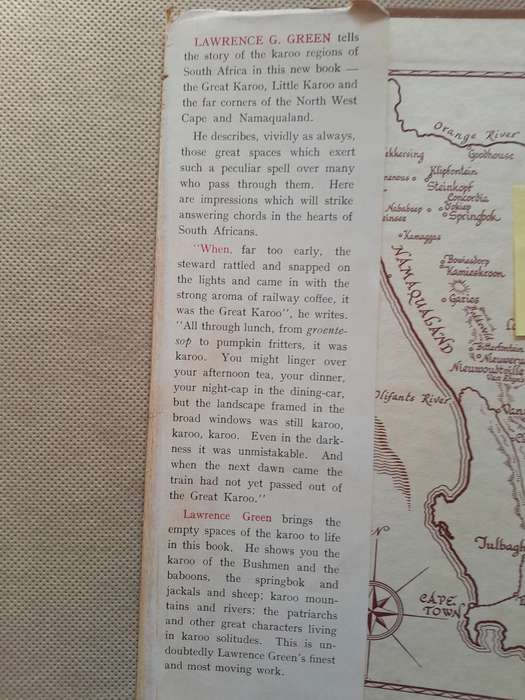 LAWRENCE G. GREEN tells
the story of the karoo regions of
South Africa in this new book —
the Great Karoo, Little Karoo and
the far corners of the North West
Cape and Namaqualand.
He describes, vividly as always,
those great spaces which exert
such a peculiar spell over many
who pass through them. Here
are impressions which will strike
answering chords in the hearts of
South Africans.
"When, far too early, the
steward rattled and snapped on
the lights and came in with the
strong aroma of railway coffee, it
was the Great Karoo", he writes.
"All through lunch, from groente-
sop to pumpkin fritters, it was
karoo. You might linger over
your afternoon tea, your dinner,
your night-cap in the dining-car,
but the landscape framed in the
broad windows was still karoo,
karoo, karoo. Even in the dark-
ness it was unmistakable. And
when the next dawn came the
train had not yet passed out of
the Great Karoo."
Lawrence Green brings the
empty spaces of the karoo to life
in this book. He shows you the
karoo of the Bushmen and the
baboons, the springbok and
jackals and sheep; karoo moun-
tains and rivers; the patriarchs
and other great characters living
in karoo solitudes. This is un-
doubtedly Lawrence Green's finest
and most moving work.
Orange River
Goodhouse
Klipfontein
Steinkopf
Concordia
Okiep
Nababeep
Springbok
Kamaggas
Bowesdorp
Kamieskroon
NAMAQUALAND
Garies
Bitterfontein
Nieuwoudtville
Olifants River
Tulbagh
N
CAPE
TOWN